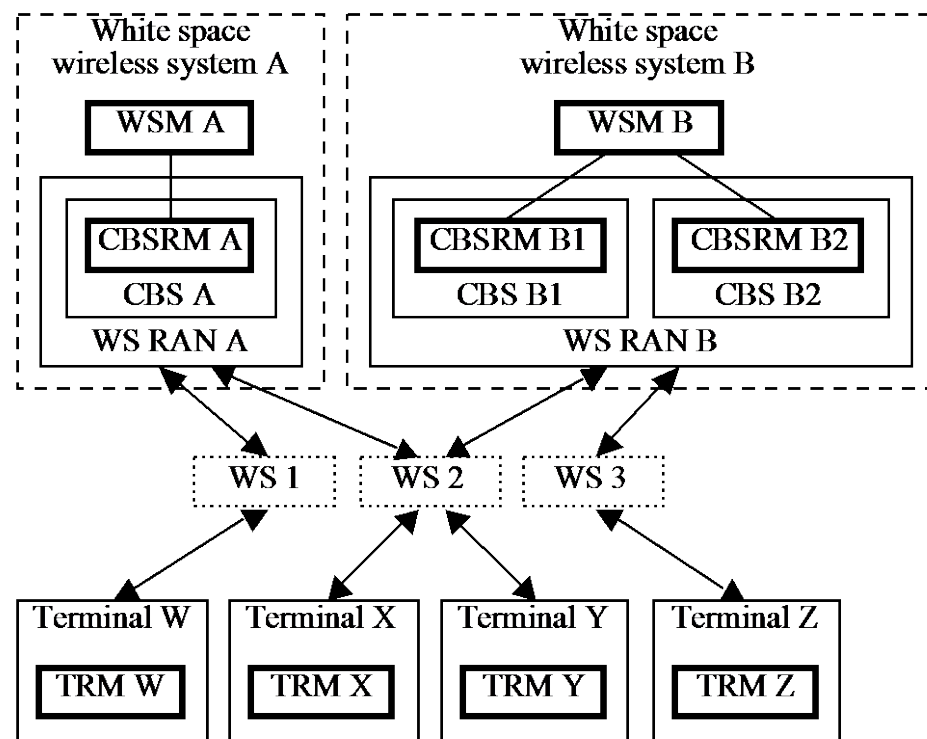 White space
wireless system A
White space
wireless system B
WSM A
WSM B
CBSRM A
CBSRM B1
CBSRM B2
CBS A
CBS B1
CBS B2
WS RAN A
WS RAN B
WS 1
WS 2
WS 3
Terminal W
Terminal X
Terminal Y
Terminal Z
TRM W
TRM X
TRM Y
TRM Z